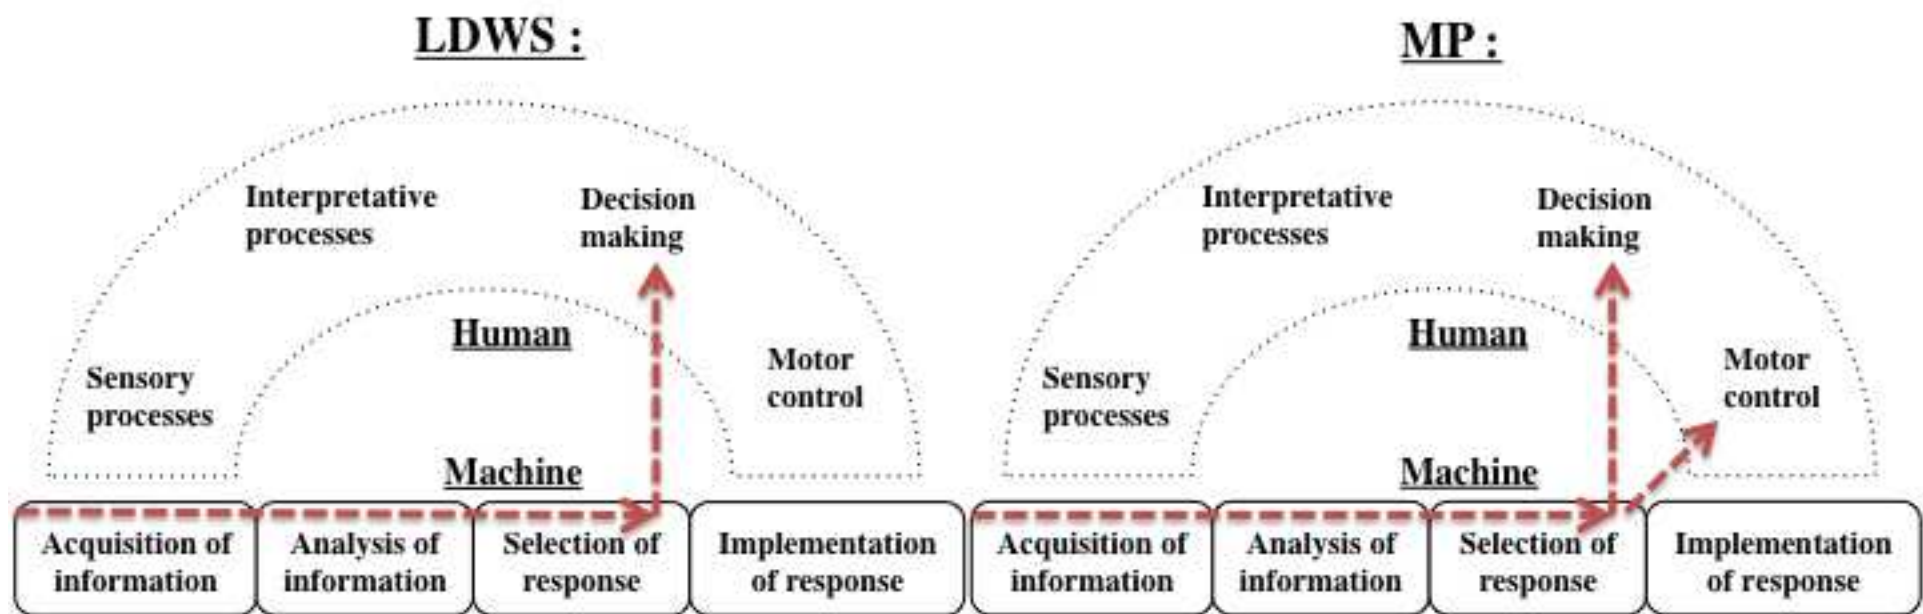 LDWS :
Interpretative
processes
Decision
making
Human
Sensory
processes
Motor
control
Machine
Acquisition of
information
Analysis of
information
Selection of
response
Implementation
of response
MP :
Interpretative
processes
Decision
making
Human
Sensory
processes
Motor
control
Machine
Acquisition of
information
Analysis of
information
Selection of
response
Implementation
of response